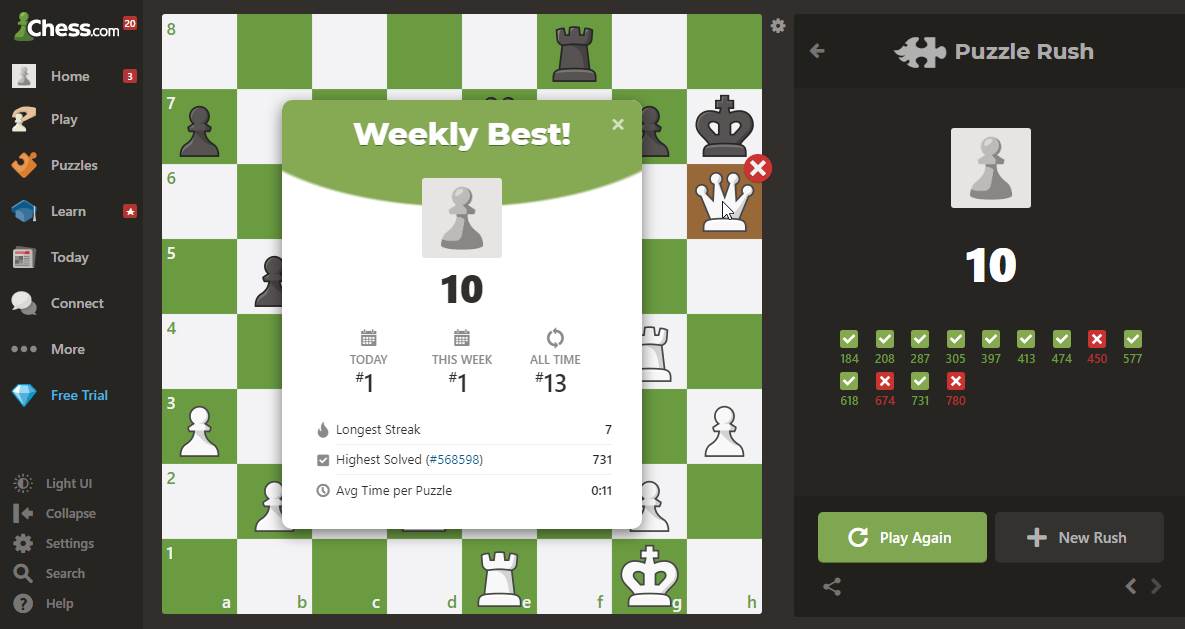 Chess.com
20
Home
3
Play
Puzzles
Learn
Today
Connect
More
Free Trial
Light UI
Collapse
Settings
Search
Help
8
7
6
5
4
3
2
1
a
b
c
d
e
f
g
h
Weekly Best!
10
TODAY
THIS WEEK
ALL TIME
#1
#1
#13
Longest Streak 7
Highest Solved (#568598) 731
Avg Time per Puzzle 0:11
Puzzle Rush
10
184 208 287 305 397 413 474 450 577
618 674 731 780
Play Again
New Rush